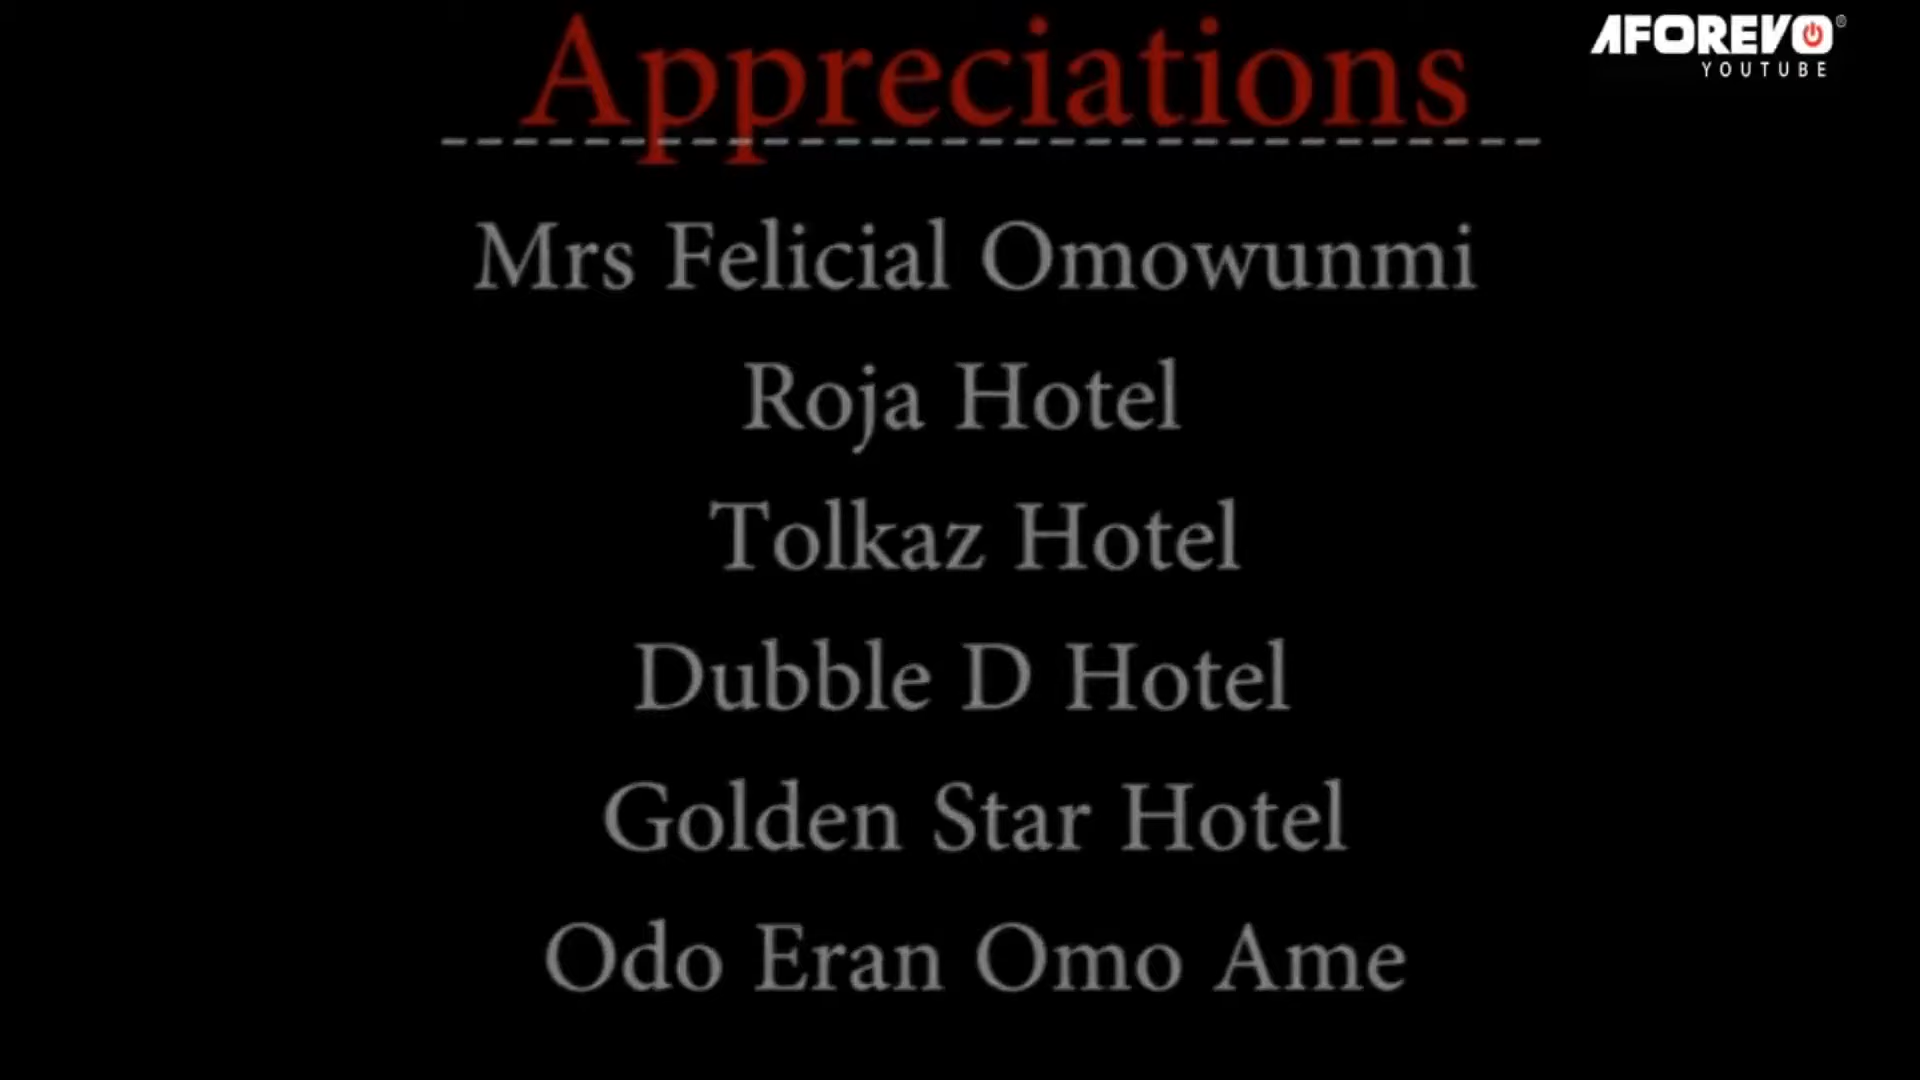 Appreciations
AFOREVO®
YOUTUBE
Mrs Felicial Omowunmi
Roja Hotel
Tolkaz Hotel
Dubble D Hotel
Golden Star Hotel
Odo Eran Omo Ame